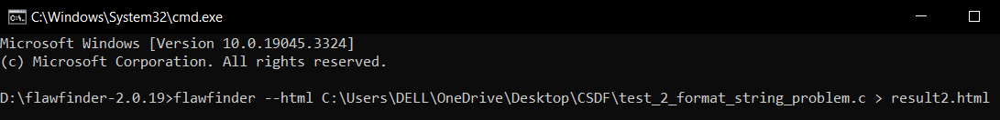 C:\Windows\System32\cmd.exe
Microsoft Windows [Version 10.0.19045.3324]
(c) Microsoft Corporation. All rights reserved.
D:\flawfinder-2.0.19>flawfinder --html C:\Users\DELL\OneDrive\Desktop\CSDF\test_2_format_string_problem.c > result2.html